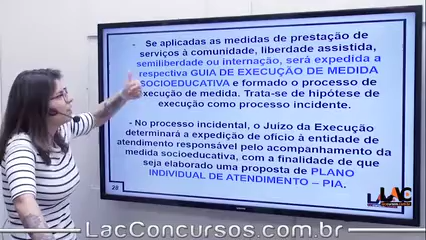 - Se aplicadas as medidas de prestação de
serviços à comunidade, liberdade assistida,
semiliberdade ou internação, será expedida a
respectiva GUIA DE EXECUÇÃO DE MEDIDA
SOCIOEDUCATIVA e formado o processo de
execução de medida. Trata-se de hipótese de
execução como processo incidente.
- No processo incidental, o Juízo da Execução
determinará a expedição de ofício à entidade de
atendimento responsável pelo acompanhamento da
medida socioeducativa, com a finalidade de que
seja elaborado uma proposta de PLANO
INDIVIDUAL DE ATENDIMENTO – PIA.
28
LAC
LacConcursos.com.br